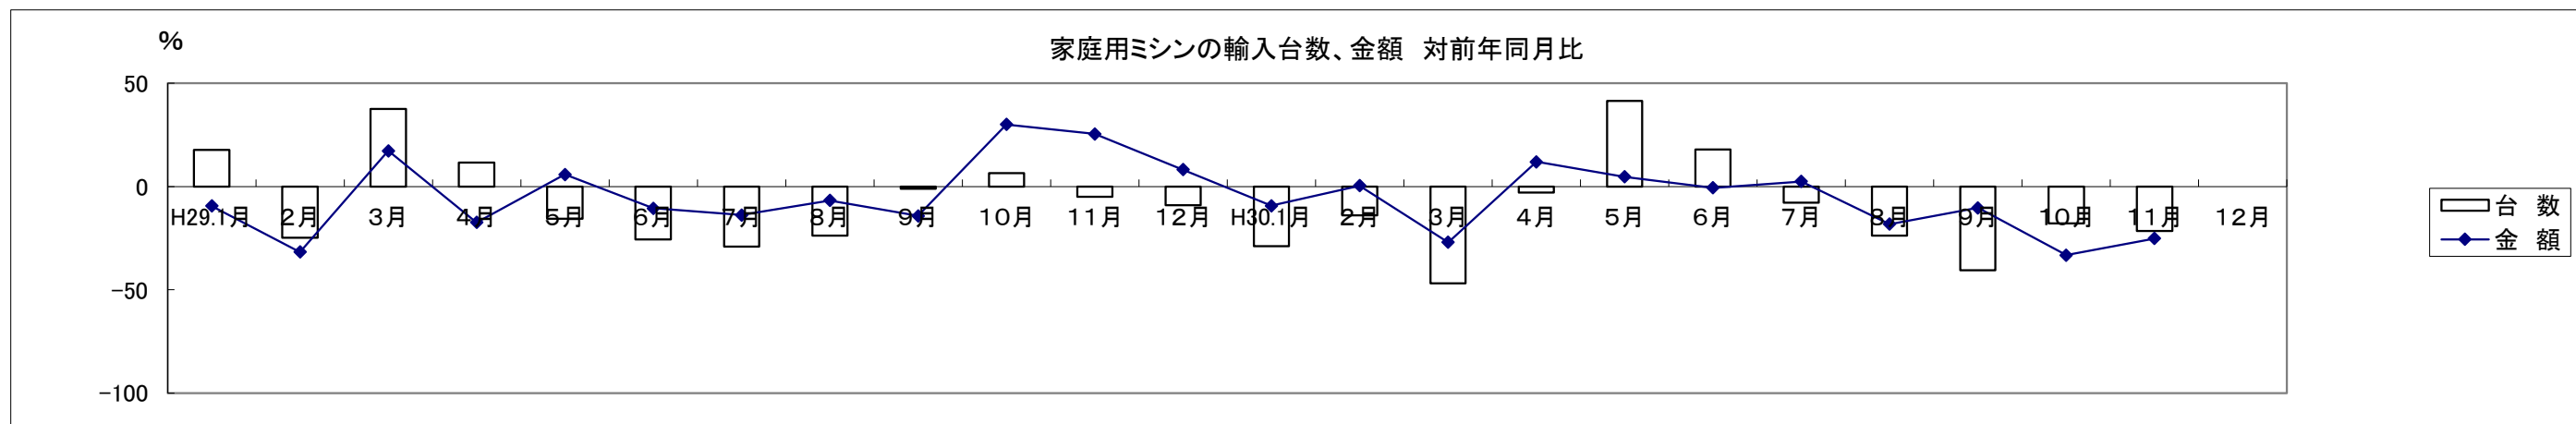 %
家庭用ミシンの輸入台数、金額　対前年同月比
50
0
-50
-100
H29.1月 2月 3月 4月 5月 6月 7月 8月 9月 10月 11月 12月 H30.1月 2月 3月 4月 5月 6月 7月 8月 9月 10月 11月 12月
台　数
金　額